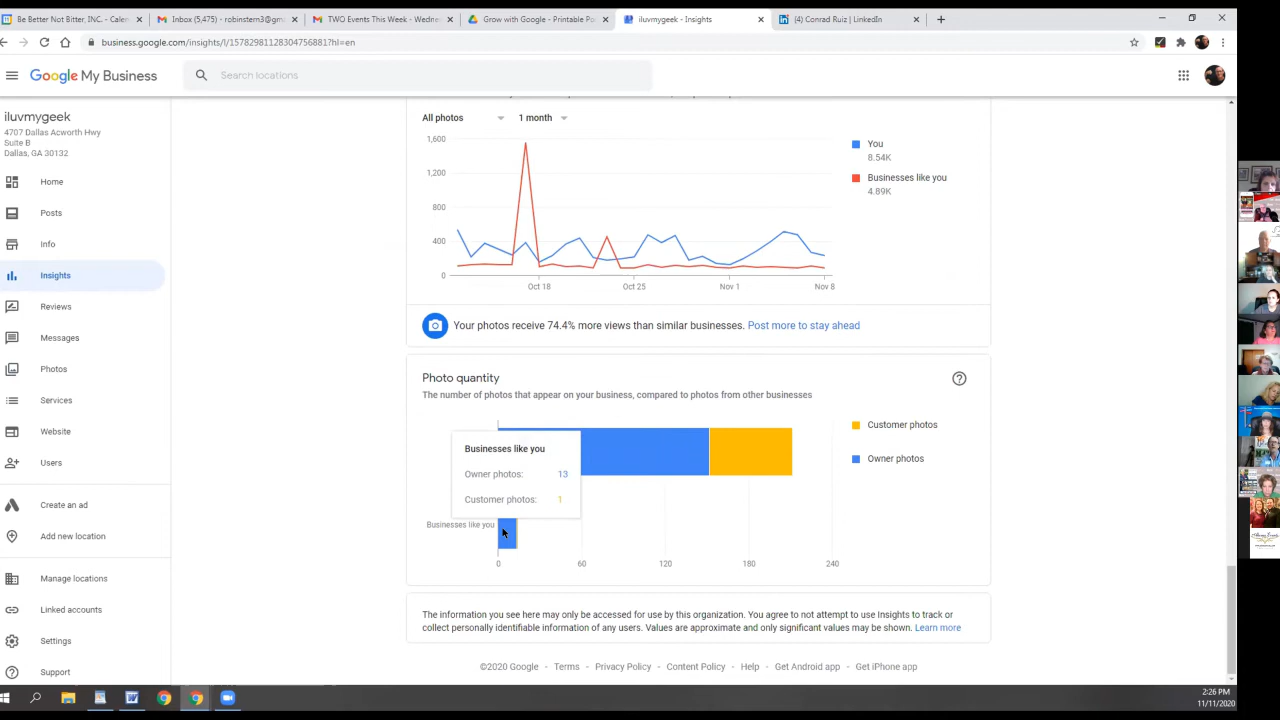 Be Better Not Bitter, INC. - Calen
Inbox (5,475) - robinstem3@gma
TWO Events This Week - Wednes
Grow with Google - Printable Po
iluvmygeek - Insights
(4) Conrad Ruiz | LinkedIn
business.google.com/insights/l/15782981128304756881?hl=en
Google My Business
Search locations
iluvmygeek
4707 Dallas Acworth Hwy
Suite B
Dallas, GA 30132
Home
Posts
Info
Insights
Reviews
Messages
Photos
Services
Website
Users
Create an ad
Add new location
Manage locations
Linked accounts
Settings
Support
All photos
1 month
1,600
1,200
800
400
0
Oct 18
Oct 25
Nov 1
Nov 8
You
8.54K
Businesses like you
4.89K
Your photos receive 74.4% more views than similar businesses. Post more to stay ahead
Photo quantity
The number of photos that appear on your business, compared to photos from other businesses
Customer photos
Owner photos
Businesses like you
Owner photos: 13
Customer photos: 1
Businesses like you
0
60
120
180
240
The information you see here may only be accessed for use by this organization. You agree to not attempt to use Insights to track or
collect personally identifiable information of any users. Values are approximate and only significant values may be shown. Learn more
©2020 Google - Terms - Privacy Policy - Content Policy - Help - Get Android app - Get iPhone app
2:26 PM
11/11/2020